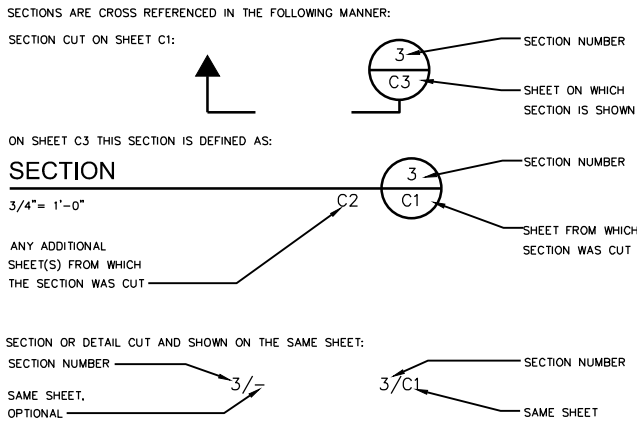 SECTIONS ARE CROSS REFERENCED IN THE FOLLOWING MANNER:
SECTION CUT ON SHEET C1:
3
C3
SECTION NUMBER
SHEET ON WHICH
SECTION IS SHOWN
ON SHEET C3 THIS SECTION IS DEFINED AS:
SECTION
3/4"= 1'-0"
C2
3
C1
SECTION NUMBER
SHEET FROM WHICH
SECTION WAS CUT
ANY ADDITIONAL
SHEET(S) FROM WHICH
THE SECTION WAS CUT
SECTION OR DETAIL CUT AND SHOWN ON THE SAME SHEET:
SECTION NUMBER
3/-
SAME SHEET,
OPTIONAL
3/C1
SECTION NUMBER
SAME SHEET